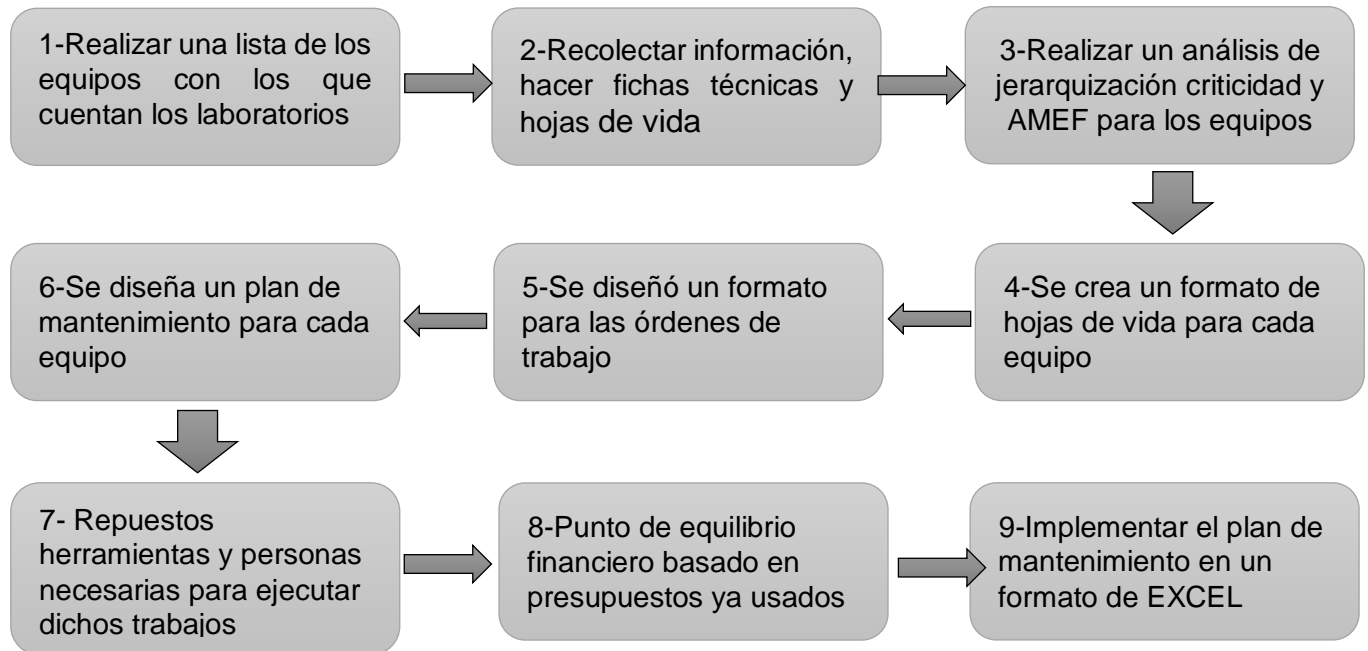 1-Realizar una lista de los
equipos con los que
cuentan los laboratorios
2-Recolectar información,
hacer fichas técnicas y
hojas de vida
3-Realizar un análisis de
jerarquización criticidad y
AMEF para los equipos
4-Se crea un formato de
hojas de vida para cada
equipo
5-Se diseñó un formato
para las órdenes de
trabajo
6-Se diseña un plan de
mantenimiento para cada
equipo
7- Repuestos
herramientas y personas
necesarias para ejecutar
dichos trabajos
8-Punto de equilibrio
financiero basado en
presupuestos ya usados
9-Implementar el plan de
mantenimiento en un
formato de EXCEL